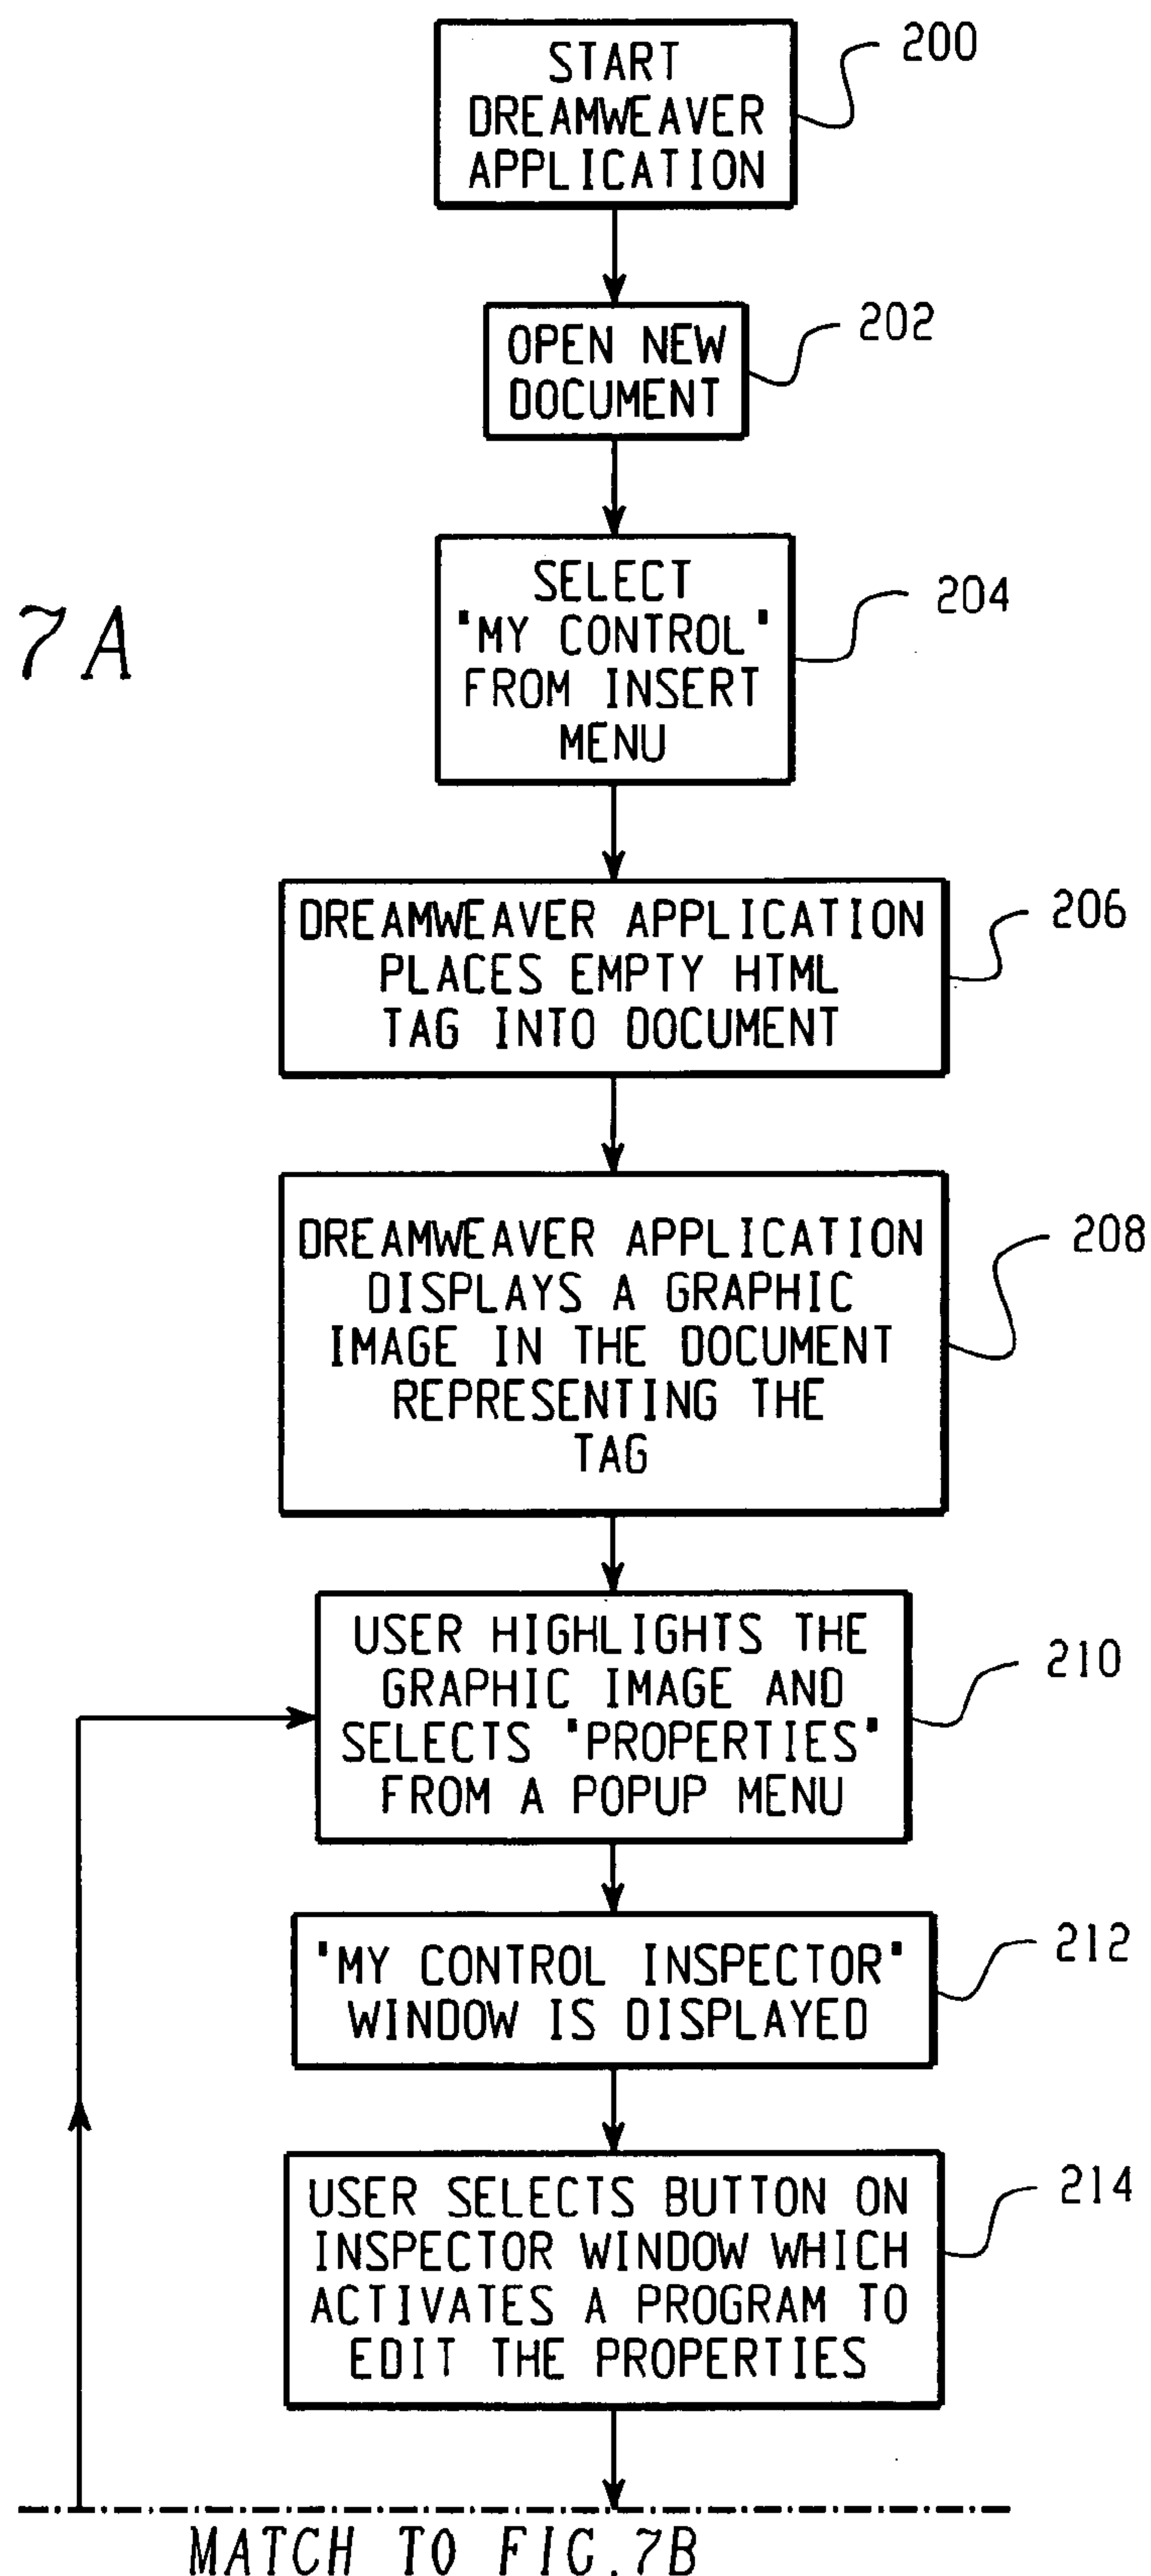 START
DREAMWEAVER
APPLICATION
200
OPEN NEW
DOCUMENT
202
SELECT
"MY CONTROL"
FROM INSERT
MENU
204
7A
DREAMWEAVER APPLICATION
PLACES EMPTY HTML
TAG INTO DOCUMENT
206
DREAMWEAVER APPLICATION
DISPLAYS A GRAPHIC
IMAGE IN THE DOCUMENT
REPRESENTING THE
TAG
208
USER HIGHLIGHTS THE
GRAPHIC IMAGE AND
SELECTS "PROPERTIES"
FROM A POPUP MENU
210
"MY CONTROL INSPECTOR"
WINDOW IS DISPLAYED
212
USER SELECTS BUTTON ON
INSPECTOR WINDOW WHICH
ACTIVATES A PROGRAM TO
EDIT THE PROPERTIES
214
MATCH TO FIG. 7B